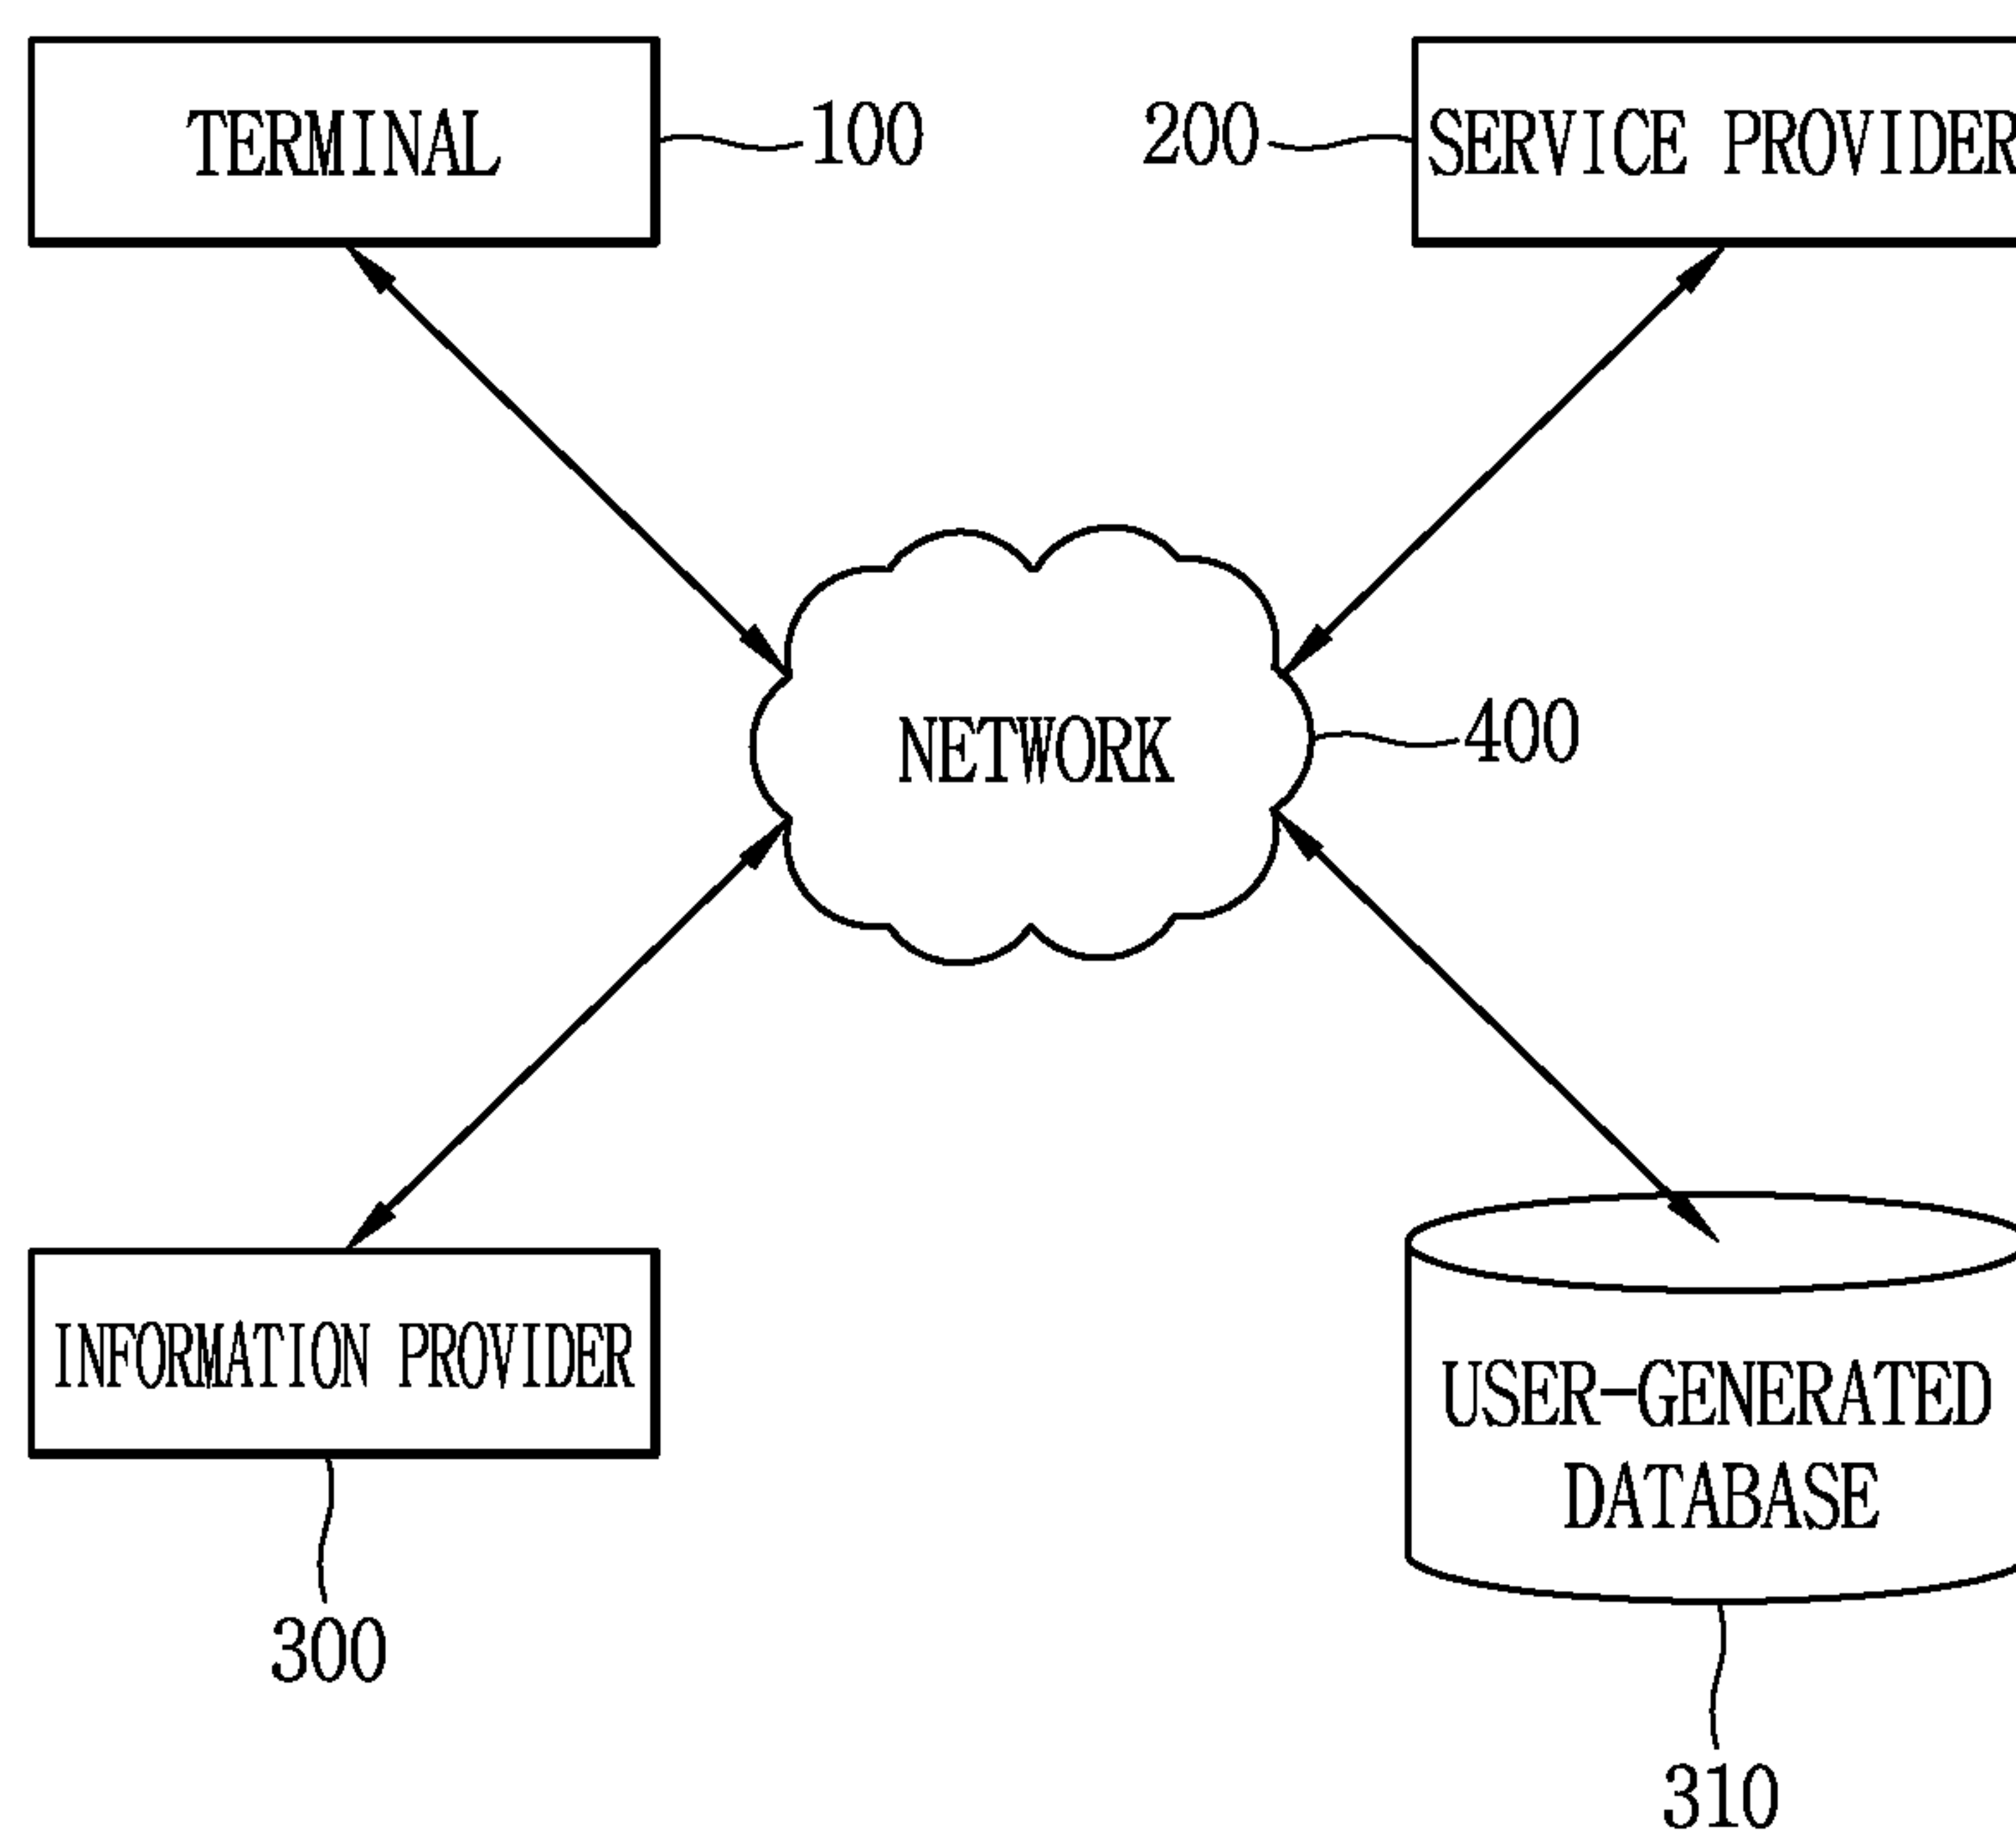 TERMINAL
100
200
SERVICE PROVIDER
NETWORK
400
INFORMATION PROVIDER
300
USER-GENERATED
DATABASE
310